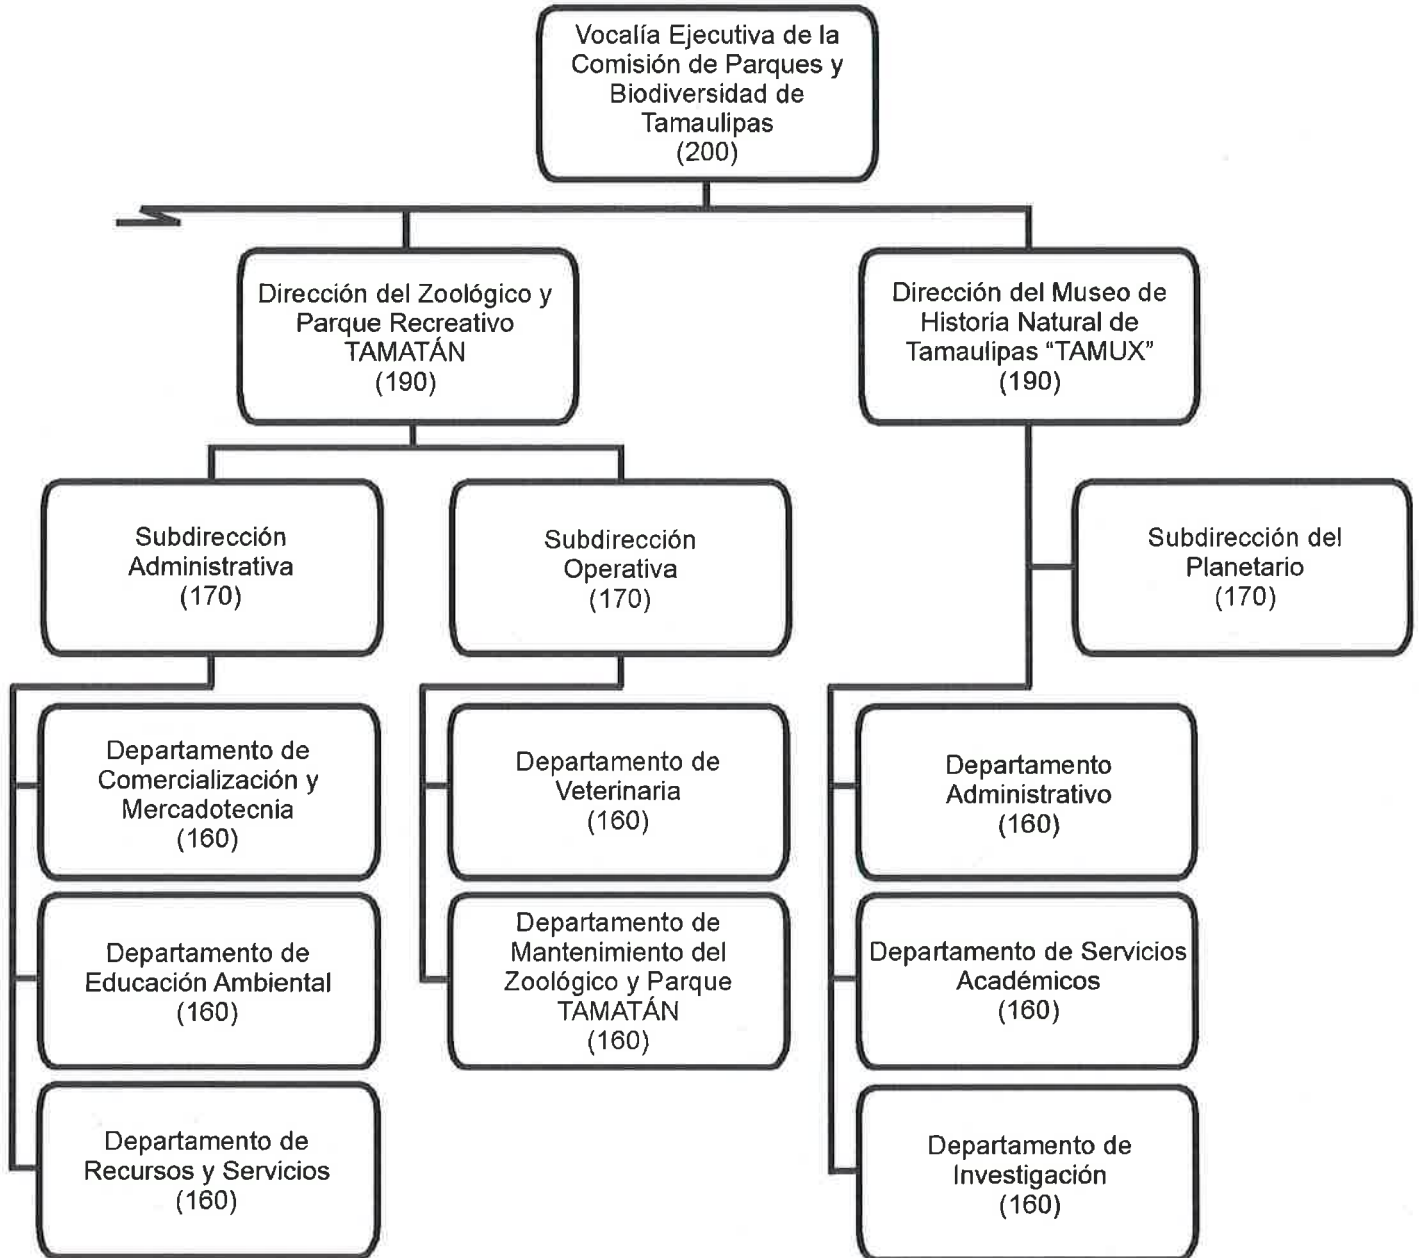 Vocalía Ejecutiva de la
Comisión de Parques y
Biodiversidad de
Tamaulipas
(200)
Dirección del Zoológico y
Parque Recreativo
TAMATÁN
(190)
Dirección del Museo de
Historia Natural de
Tamaulipas “TAMUX”
(190)
Subdirección
Administrativa
(170)
Subdirección
Operativa
(170)
Subdirección del
Planetario
(170)
Departamento de
Comercialización y
Mercadotecnia
(160)
Departamento de
Veterinaria
(160)
Departamento
Administrativo
(160)
Departamento de
Educación Ambiental
(160)
Departamento de
Mantenimiento del
Zoológico y Parque
TAMATÁN
(160)
Departamento de Servicios
Académicos
(160)
Departamento de
Recursos y Servicios
(160)
Departamento de
Investigación
(160)